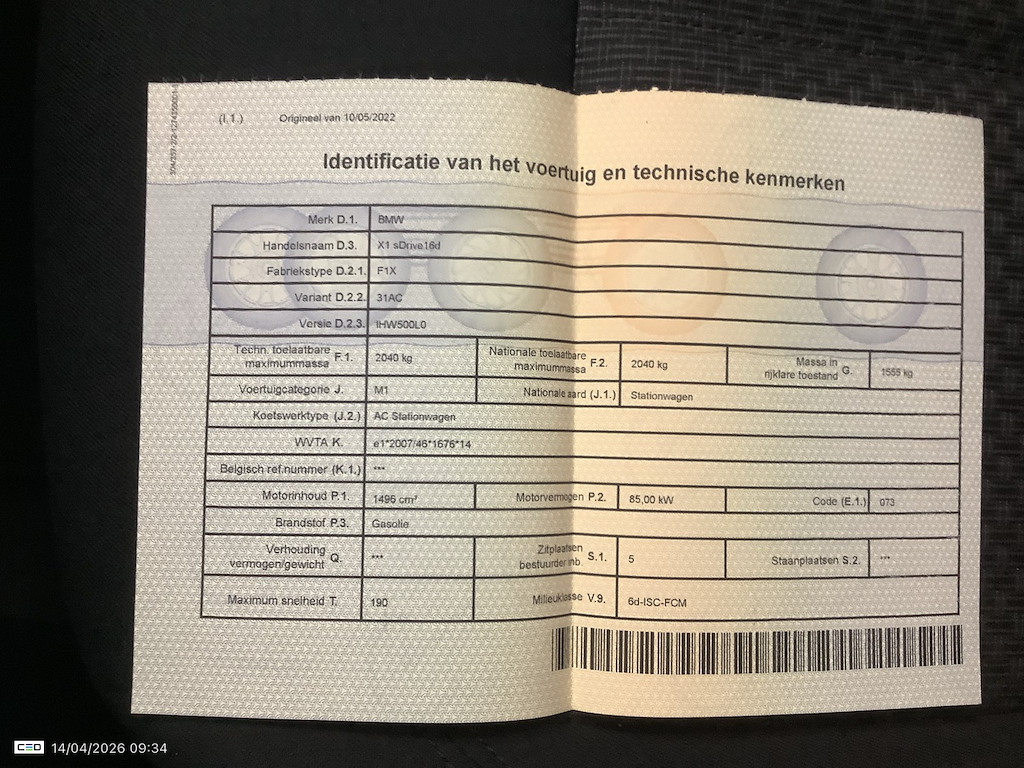 (I.1.) Origineel van 10/05/2022
Identificatie van het voertuig en technische kenmerken
Merk D.1. BMW
Handelsnaam D.3. X1 sDrive16d
Fabriekstype D.2.1. F1X
Variant D.2.2. 31AC
Versie D.2.3. IHW500L0
Techn. toelaatbare maximummassa F.1. 2040 kg Nationale toelaatbare maximummassa F.2. 2040 kg Massa in rijklare toestand G. 1555 kg
Voertuigcategorie J. M1 Nationale aard (J.1.) Stationwagen
Koetswerktype (J.2.) AC Stationwagen
WVTA K. e1*2007/46*1676*14
Belgisch ref.nummer (K.1.) ***
Motorinhoud P.1. 1496 cm³ Motorvermogen P.2. 85,00 kW Code (E.1.) 073
Brandstof P.3. Gasolie
Verhouding vermogen/gewicht Q. *** Zitplaatsen bestuurder inb. S.1. 5 Staanplaatsen S.2. ***
Maximum snelheid T. 190 Milieuklasse V.9. 6d-ISC-FCM
CEO 14/04/2026 09:34